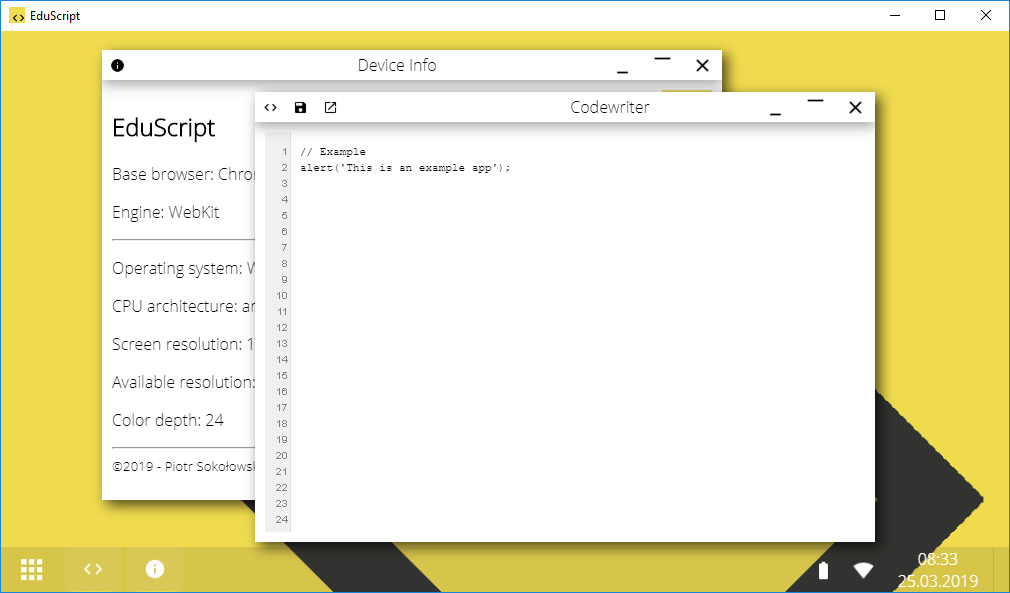 EduScript
Device Info
Codewriter
EduScript
Base browser:
Engine: WebKit
Operating system:
CPU architecture:
Screen resolution: 1
Available resolution:
Color depth: 24
©2019 - Piotr
1 // Example
2 alert('This is an example app');
3
4
5
6
7
8
9
10
11
12
13
14
15
16
17
18
19
20
21
22
23
24
08:33
25.03.2019